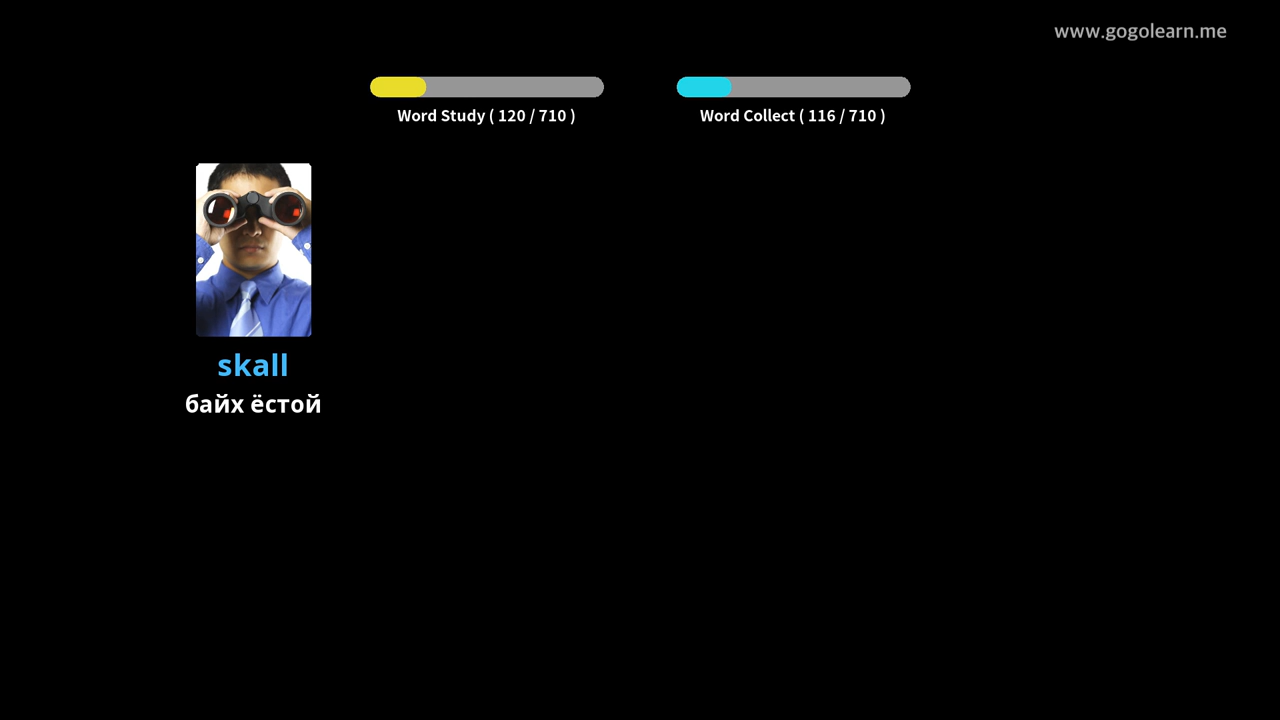 www.gogolearn.me
Word Study ( 120 / 710 )
Word Collect ( 116 / 710 )
skall
байх ёстой